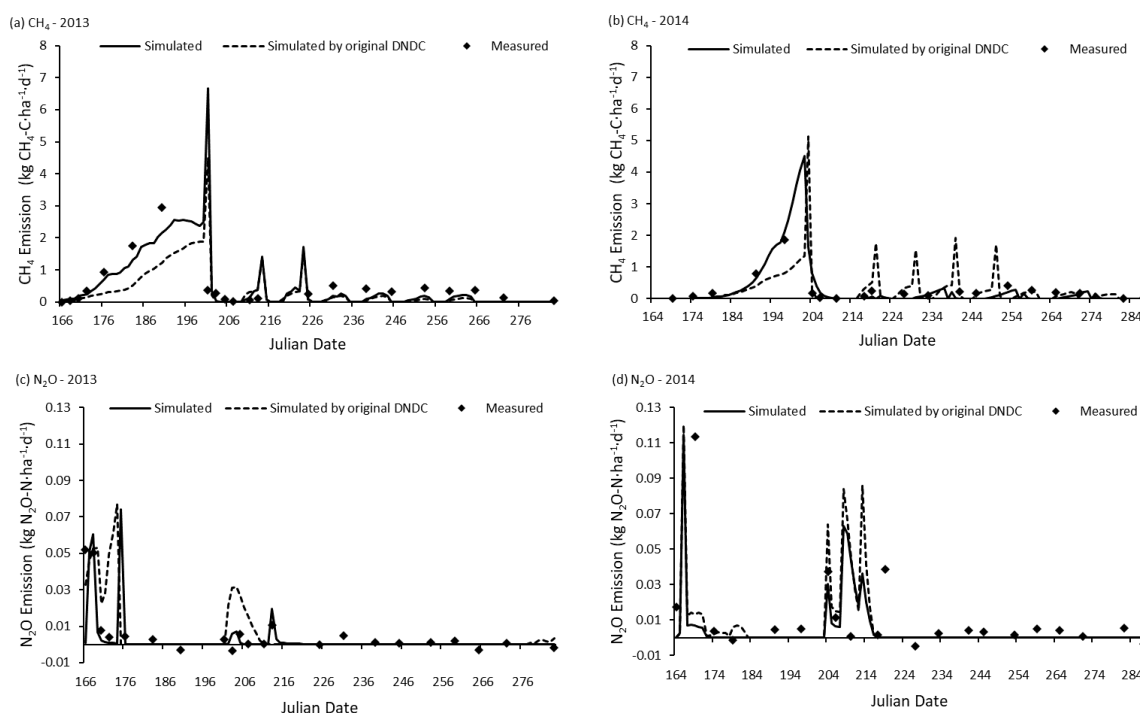 (a) CH₄ - 2013
Simulated Simulated by original DNDC Measured
CH₄ Emission (kg CH₄-C·ha⁻¹·d⁻¹)
8
7
6
5
4
3
2
1
0
166 176 186 196 206 216 226 236 246 256 266 276
Julian Date
(b) CH₄ - 2014
Simulated Simulated by original DNDC Measured
CH₄ Emission (kg CH₄-C·ha⁻¹·d⁻¹)
8
7
6
5
4
3
2
1
0
164 174 184 194 204 214 224 234 244 254 264 274 284
Julian Date
(c) N₂O - 2013
Simulated Simulated by original DNDC Measured
N₂O Emission (kg N₂O-N·ha⁻¹·d⁻¹)
0.13
0.11
0.09
0.07
0.05
0.03
0.01
-0.01
166 176 186 196 206 216 226 236 246 256 266 276
Julian Date
(d) N₂O - 2014
Simulated Simulated by original DNDC Measured
N₂O Emission (kg N₂O-N·ha⁻¹·d⁻¹)
0.13
0.11
0.09
0.07
0.05
0.03
0.01
-0.01
164 174 184 194 204 214 224 234 244 254 264 274 284
Julian Date